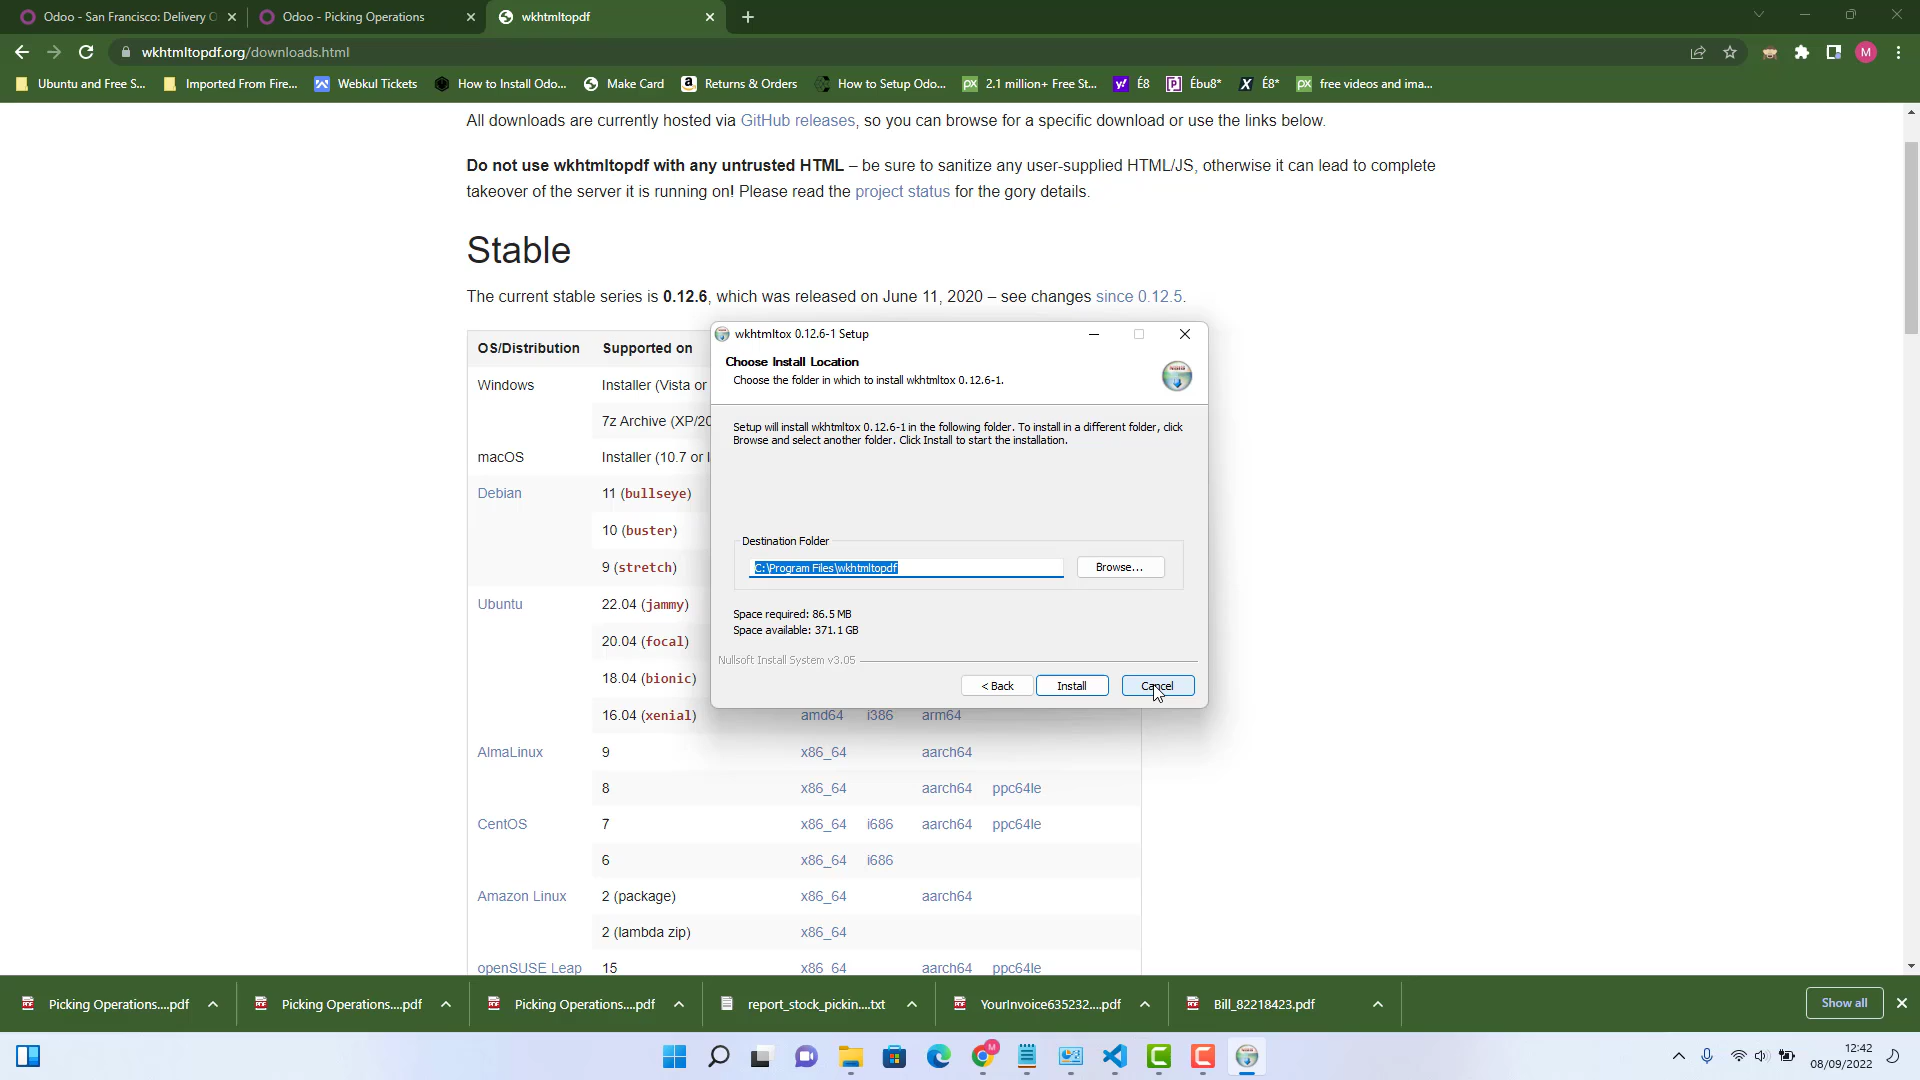 Odoo - San Francisco: Delivery O
Odoo - Picking Operations
wkhtmltopdf
wkhtmltopdf.org/downloads.html
M
Ubuntu and Free S...
Imported From Fire...
Webkul Tickets
How to Install Odo...
Make Card
Returns & Orders
How to Setup Odo...
2.1 million+ Free St...
É8
Ébu8*
É8*
free videos and ima...
All downloads are currently hosted via GitHub releases, so you can browse for a specific download or use the links below.
Do not use wkhtmltopdf with any untrusted HTML – be sure to sanitize any user-supplied HTML/JS, otherwise it can lead to complete
takeover of the server it is running on! Please read the project status for the gory details.
Stable
The current stable series is 0.12.6, which was released on June 11, 2020 – see changes since 0.12.5.
OS/Distribution Supported on
Windows Installer (Vista or
7z Archive (XP/20
macOS Installer (10.7 or l
Debian 11 (bullseye)
10 (buster)
9 (stretch)
Ubuntu 22.04 (jammy)
20.04 (focal)
18.04 (bionic)
16.04 (xenial) amd64 i386 arm64
AlmaLinux 9 x86_64 aarch64
8 x86_64 aarch64 ppc64le
CentOS 7 x86_64 i686 aarch64 ppc64le
6 x86_64 i686
Amazon Linux 2 (package) x86_64 aarch64
2 (lambda zip) x86_64
openSUSE Leap 15 x86_64 aarch64 ppc64le
wkhtmltox 0.12.6-1 Setup
Choose Install Location
Choose the folder in which to install wkhtmltox 0.12.6-1.
Setup will install wkhtmltox 0.12.6-1 in the following folder. To install in a different folder, click
Browse and select another folder. Click Install to start the installation.
Destination Folder
C:\Program Files\wkhtmltopdf
Browse...
Space required: 86.5 MB
Space available: 371.1 GB
Nullsoft Install System v3.05
< Back
Install
Cancel
Picking Operations....pdf
Picking Operations....pdf
Picking Operations....pdf
report_stock_pickin....txt
YourInvoice635232....pdf
Bill_82218423.pdf
Show all
12:42
08/09/2022